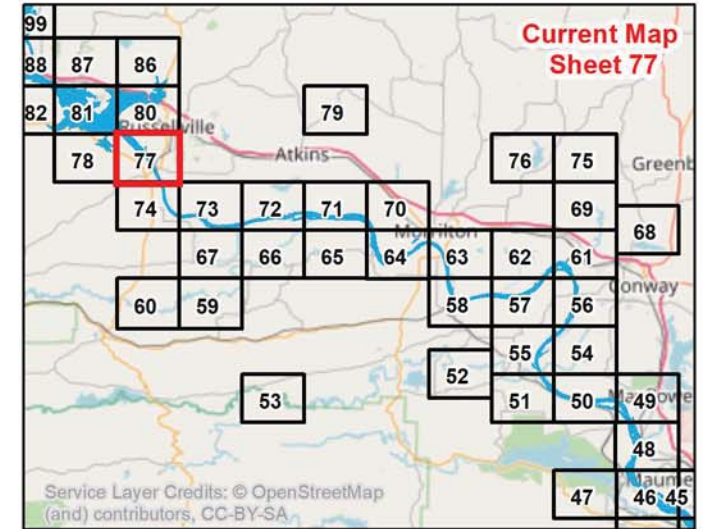 99
Current Map
Sheet 77
88 87 86
82 81 80 79
Russellville
78 77 Atkins 76 75 Greenb
74 73 72 71 70 69 68
Morrilton
67 66 65 64 63 62 61
Conway
60 59 58 57 56
55 54
52
53 51 50 49
48
Maume
47 46 45
Service Layer Credits: © OpenStreetMap
(and) contributors, CC-BY-SA